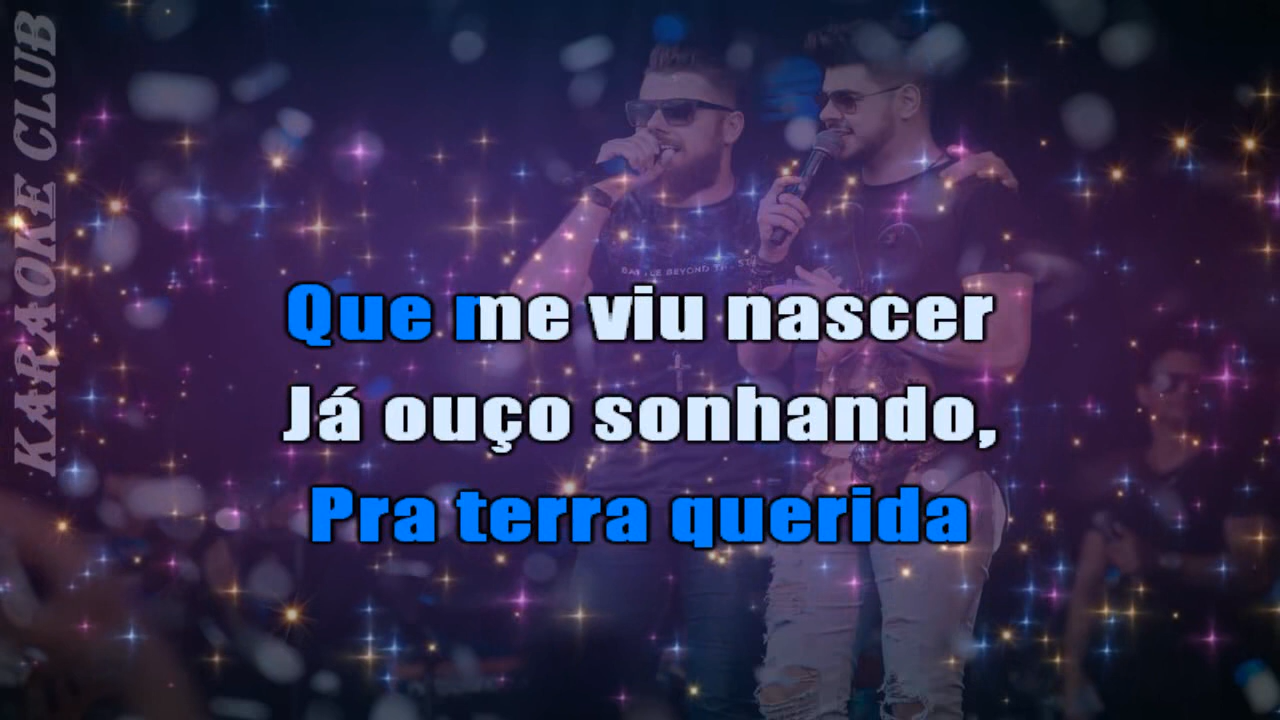 KARAOKE CLUB
Que me viu nascer
Já ouço sonhando,
Pra terra querida